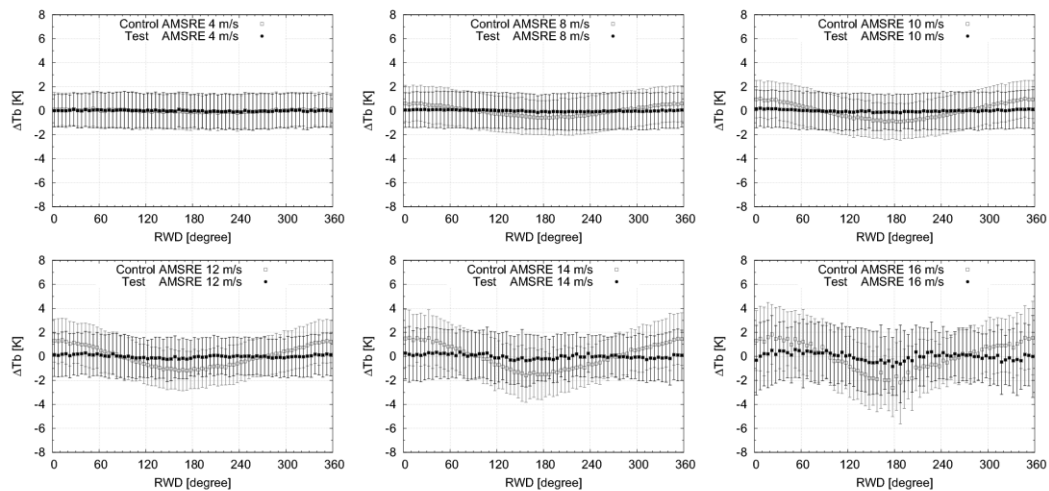 Control AMSRE 4 m/s
Test AMSRE 4 m/s
8
6
4
2
0
-2
-4
-6
-8
ΔTb [K]
0 60 120 180 240 300 360
RWD [degree]
Control AMSRE 8 m/s
Test AMSRE 8 m/s
8
6
4
2
0
-2
-4
-6
-8
ΔTb [K]
0 60 120 180 240 300 360
RWD [degree]
Control AMSRE 10 m/s
Test AMSRE 10 m/s
8
6
4
2
0
-2
-4
-6
-8
ΔTb [K]
0 60 120 180 240 300 360
RWD [degree]
Control AMSRE 12 m/s
Test AMSRE 12 m/s
8
6
4
2
0
-2
-4
-6
-8
ΔTb [K]
0 60 120 180 240 300 360
RWD [degree]
Control AMSRE 14 m/s
Test AMSRE 14 m/s
8
6
4
2
0
-2
-4
-6
-8
ΔTb [K]
0 60 120 180 240 300 360
RWD [degree]
Control AMSRE 16 m/s
Test AMSRE 16 m/s
8
6
4
2
0
-2
-4
-6
-8
ΔTb [K]
0 60 120 180 240 300 360
RWD [degree]